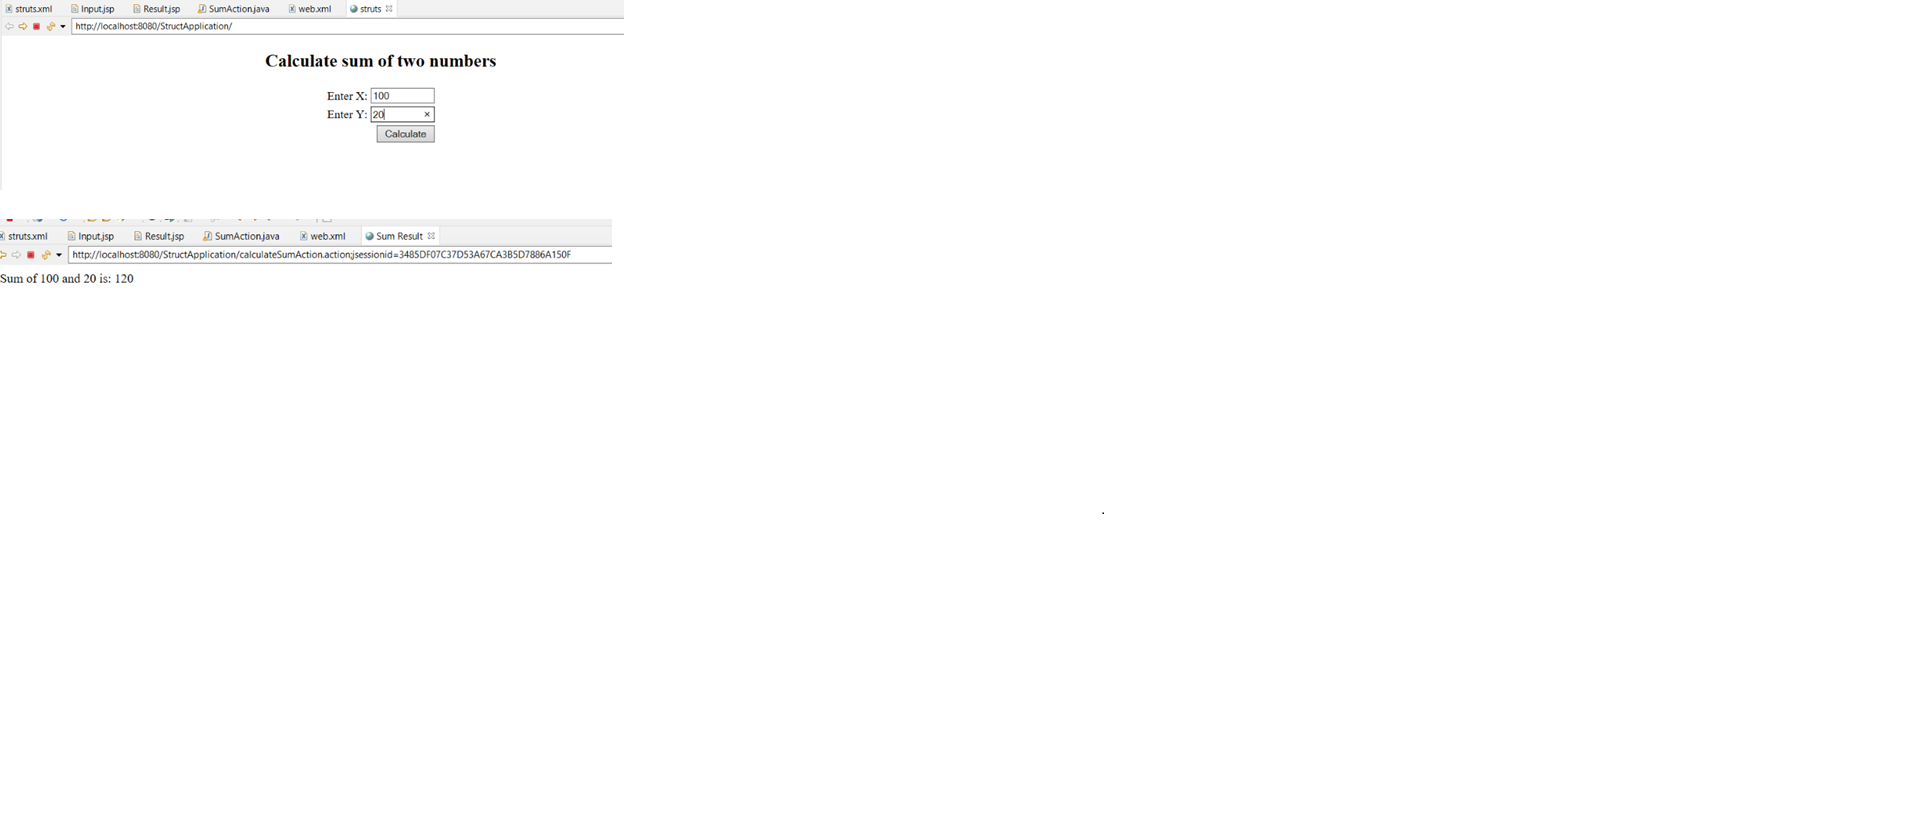 struts.xml Input.jsp Result.jsp SumAction.java web.xml struts
http://localhost:8080/StructApplication/
Calculate sum of two numbers
Enter X: 100
Enter Y: 20
Calculate
struts.xml Input.jsp Result.jsp SumAction.java web.xml Sum Result
http://localhost:8080/StructApplication/calculateSumAction.action;jsessionid=3485DF07C37D53A67CA3B5D7886A150F
Sum of 100 and 20 is: 120